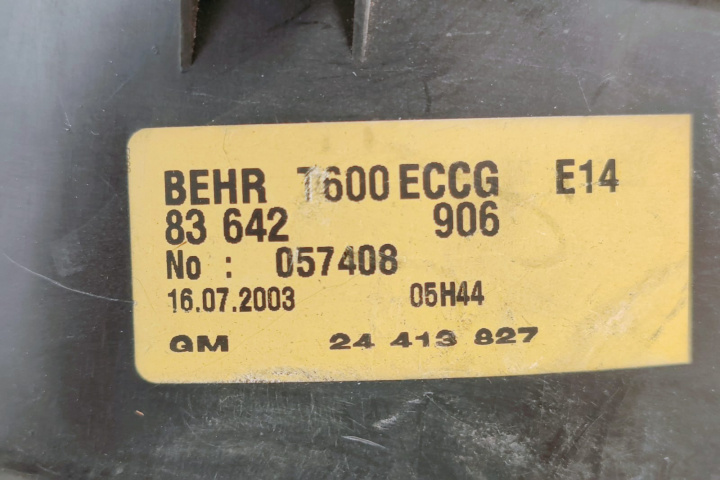 BEHR T600 ECCG E14
83 642 906
No : 057408
16.07.2003 05H44
GM 24 413 827